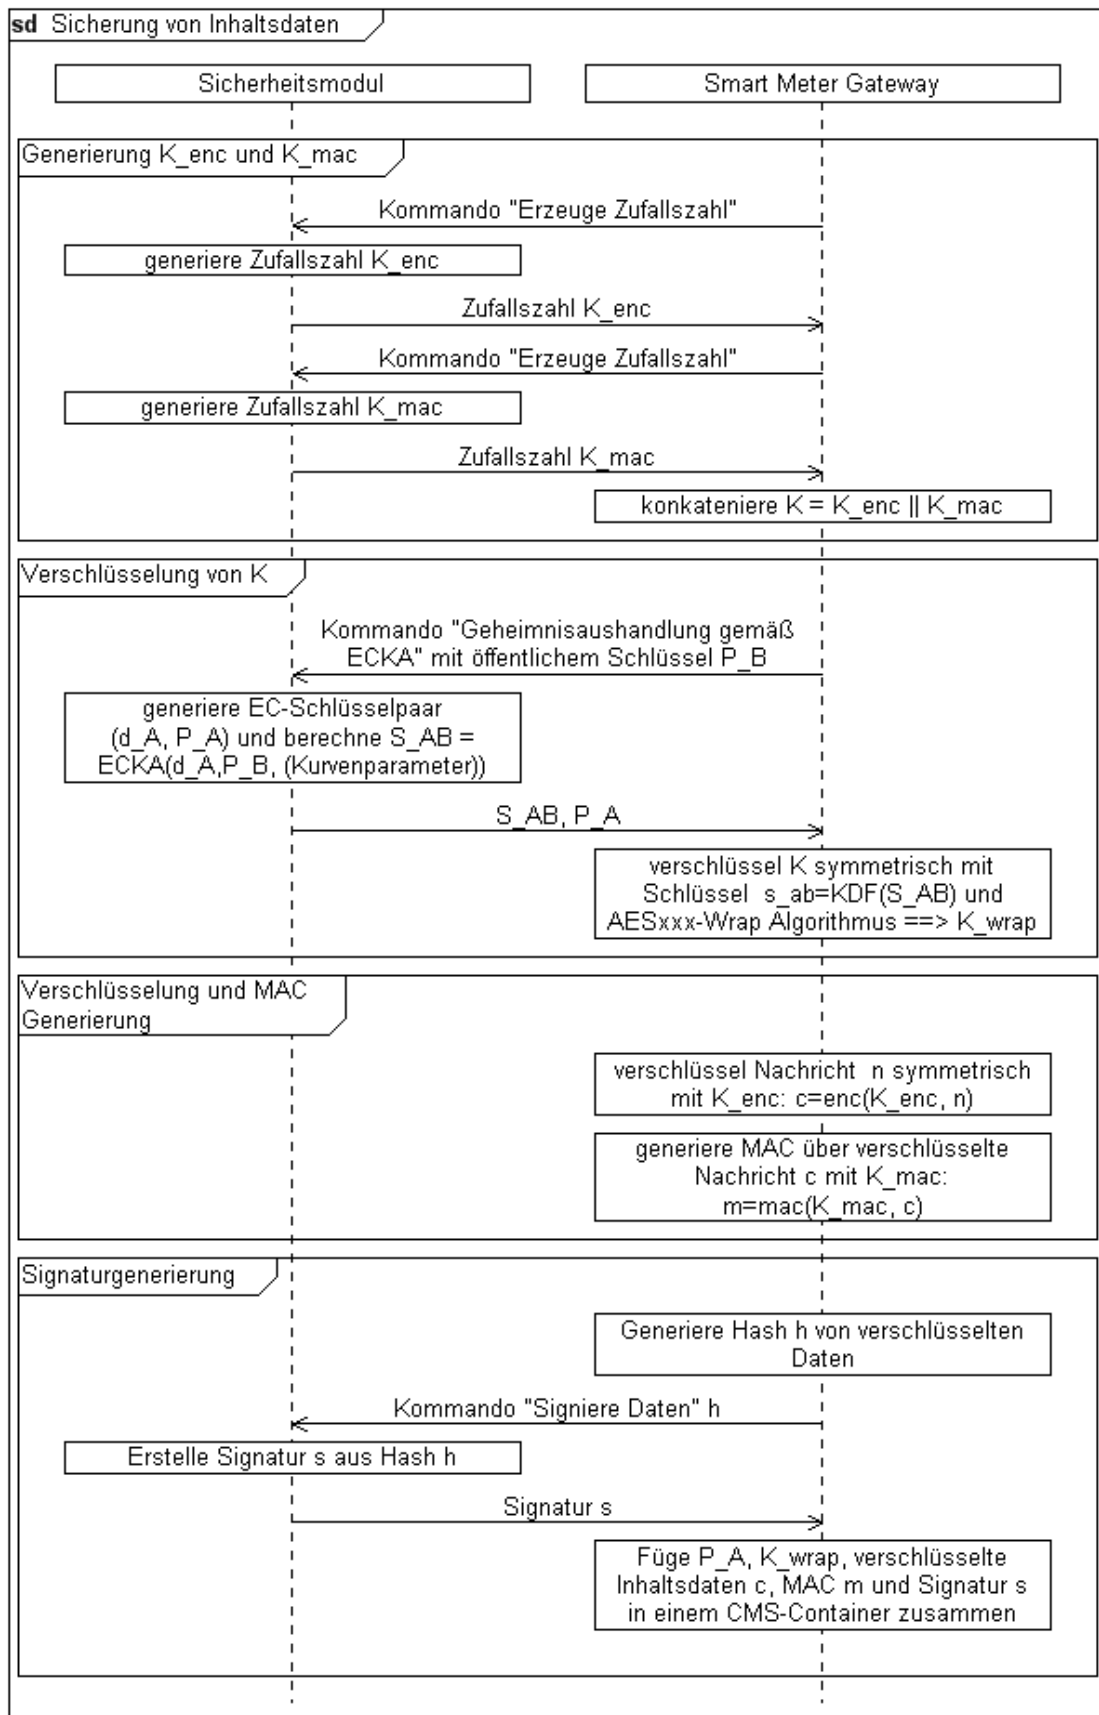 sd Sicherung von Inhaltsdaten
Sicherheitsmodul
Smart Meter Gateway
Generierung K_enc und K_mac
Kommando "Erzeuge Zufallszahl"
generiere Zufallszahl K_enc
Zufallszahl K_enc
Kommando "Erzeuge Zufallszahl"
generiere Zufallszahl K_mac
Zufallszahl K_mac
konkateniere K = K_enc || K_mac
Verschlüsselung von K
Kommando "Geheimnisaushandlung gemäß
ECKA" mit öffentlichem Schlüssel P_B
generiere EC-Schlüsselpaar
(d_A, P_A) und berechne S_AB =
ECKA(d_A,P_B, (Kurvenparameter))
S_AB, P_A
verschlüssel K symmetrisch mit
Schlüssel s_ab=KDF(S_AB) und
AESxxx-Wrap Algorithmus ==> K_wrap
Verschlüsselung und MAC
Generierung
verschlüssel Nachricht n symmetrisch
mit K_enc: c=enc(K_enc, n)
generiere MAC über verschlüsselte
Nachricht c mit K_mac:
m=mac(K_mac, c)
Signaturgenerierung
Generiere Hash h von verschlüsselten
Daten
Kommando "Signiere Daten" h
Erstelle Signatur s aus Hash h
Signatur s
Füge P_A, K_wrap, verschlüsselte
Inhaltsdaten c, MAC m und Signatur s
in einem CMS-Container zusammen